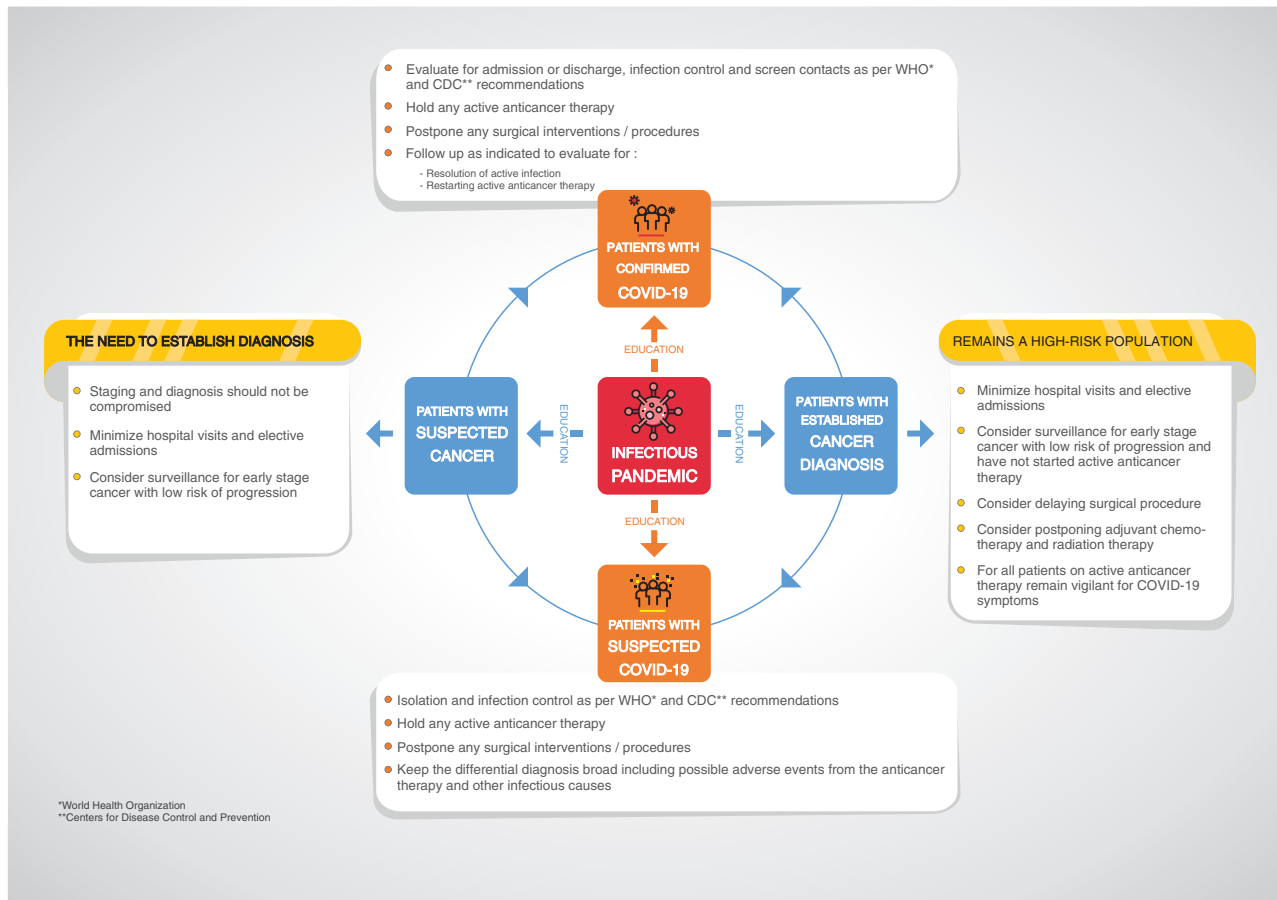 Evaluate for admission or discharge, infection control and screen contacts as per WHO*
and CDC** recommendations
Hold any active anticancer therapy
Postpone any surgical interventions / procedures
Follow up as indicated to evaluate for :
- Resolution of active infection
- Restarting active anticancer therapy
PATIENTS WITH
CONFIRMED
COVID-19
EDUCATION
THE NEED TO ESTABLISH DIAGNOSIS
Staging and diagnosis should not be
compromised
Minimize hospital visits and elective
admissions
Consider surveillance for early stage
cancer with low risk of progression
PATIENTS WITH
SUSPECTED
CANCER
EDUCATION
INFECTIOUS
PANDEMIC
EDUCATION
PATIENTS WITH
ESTABLISHED
CANCER
DIAGNOSIS
REMAINS A HIGH-RISK POPULATION
Minimize hospital visits and elective
admissions
Consider surveillance for early stage
cancer with low risk of progression and
have not started active anticancer
therapy
Consider delaying surgical procedure
Consider postponing adjuvant chemo-
therapy and radiation therapy
For all patients on active anticancer
therapy remain vigilant for COVID-19
symptoms
EDUCATION
PATIENTS WITH
SUSPECTED
COVID-19
Isolation and infection control as per WHO* and CDC** recommendations
Hold any active anticancer therapy
Postpone any surgical interventions / procedures
Keep the differential diagnosis broad including possible adverse events from the anticancer
therapy and other infectious causes
*World Health Organization
**Centers for Disease Control and Prevention